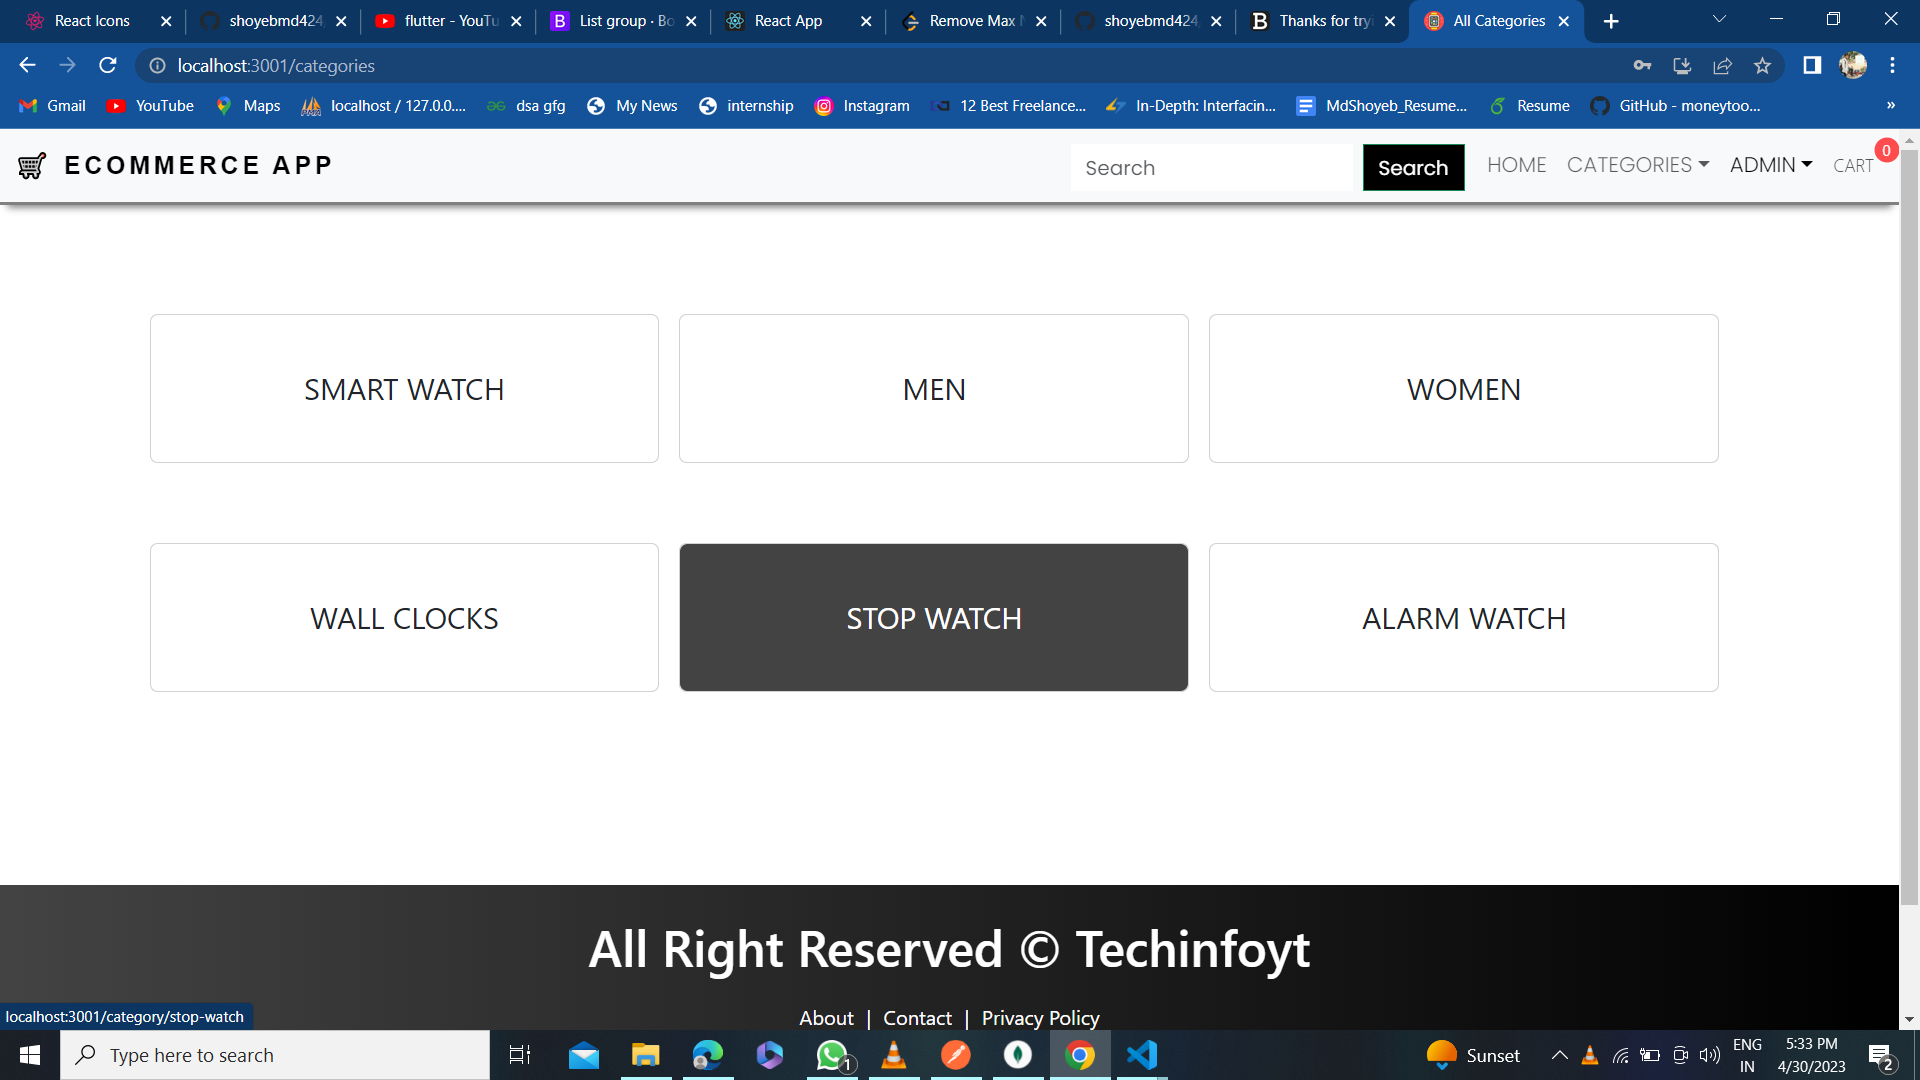 React Icons
shoyebmd424
flutter - YouTu
List group · Bo
React App
Remove Max
shoyebmd424
Thanks for tryi
All Categories
localhost:3001/categories
Gmail
YouTube
Maps
localhost / 127.0.0....
dsa gfg
My News
internship
Instagram
12 Best Freelance...
In-Depth: Interfacin...
MdShoyeb_Resume...
Resume
GitHub - moneytoo...
»
ECOMMERCE APP
Search
Search
HOME
CATEGORIES
ADMIN
CART
0
SMART WATCH
MEN
WOMEN
WALL CLOCKS
STOP WATCH
ALARM WATCH
All Right Reserved © Techinfoyt
About | Contact | Privacy Policy
localhost:3001/category/stop-watch
Type here to search
1
Sunset
ENG
IN
5:33 PM
4/30/2023
2